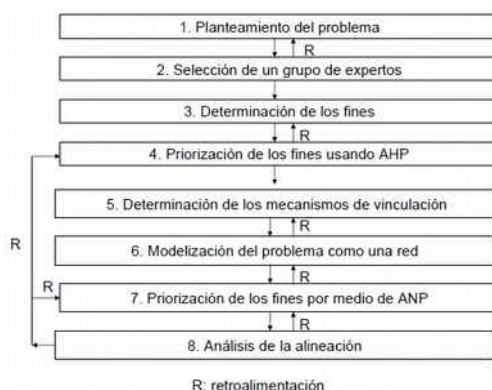 1. Planteamiento del problema
R
2. Selección de un grupo de expertos
3. Determinación de los fines
R
4. Priorización de los fines usando AHP
5. Determinación de los mecanismos de vinculación
R
R
6. Modelización del problema como una red
R
R
7. Priorización de los fines por medio de ANP
R
8. Análisis de la alineación
R: retroalimentación